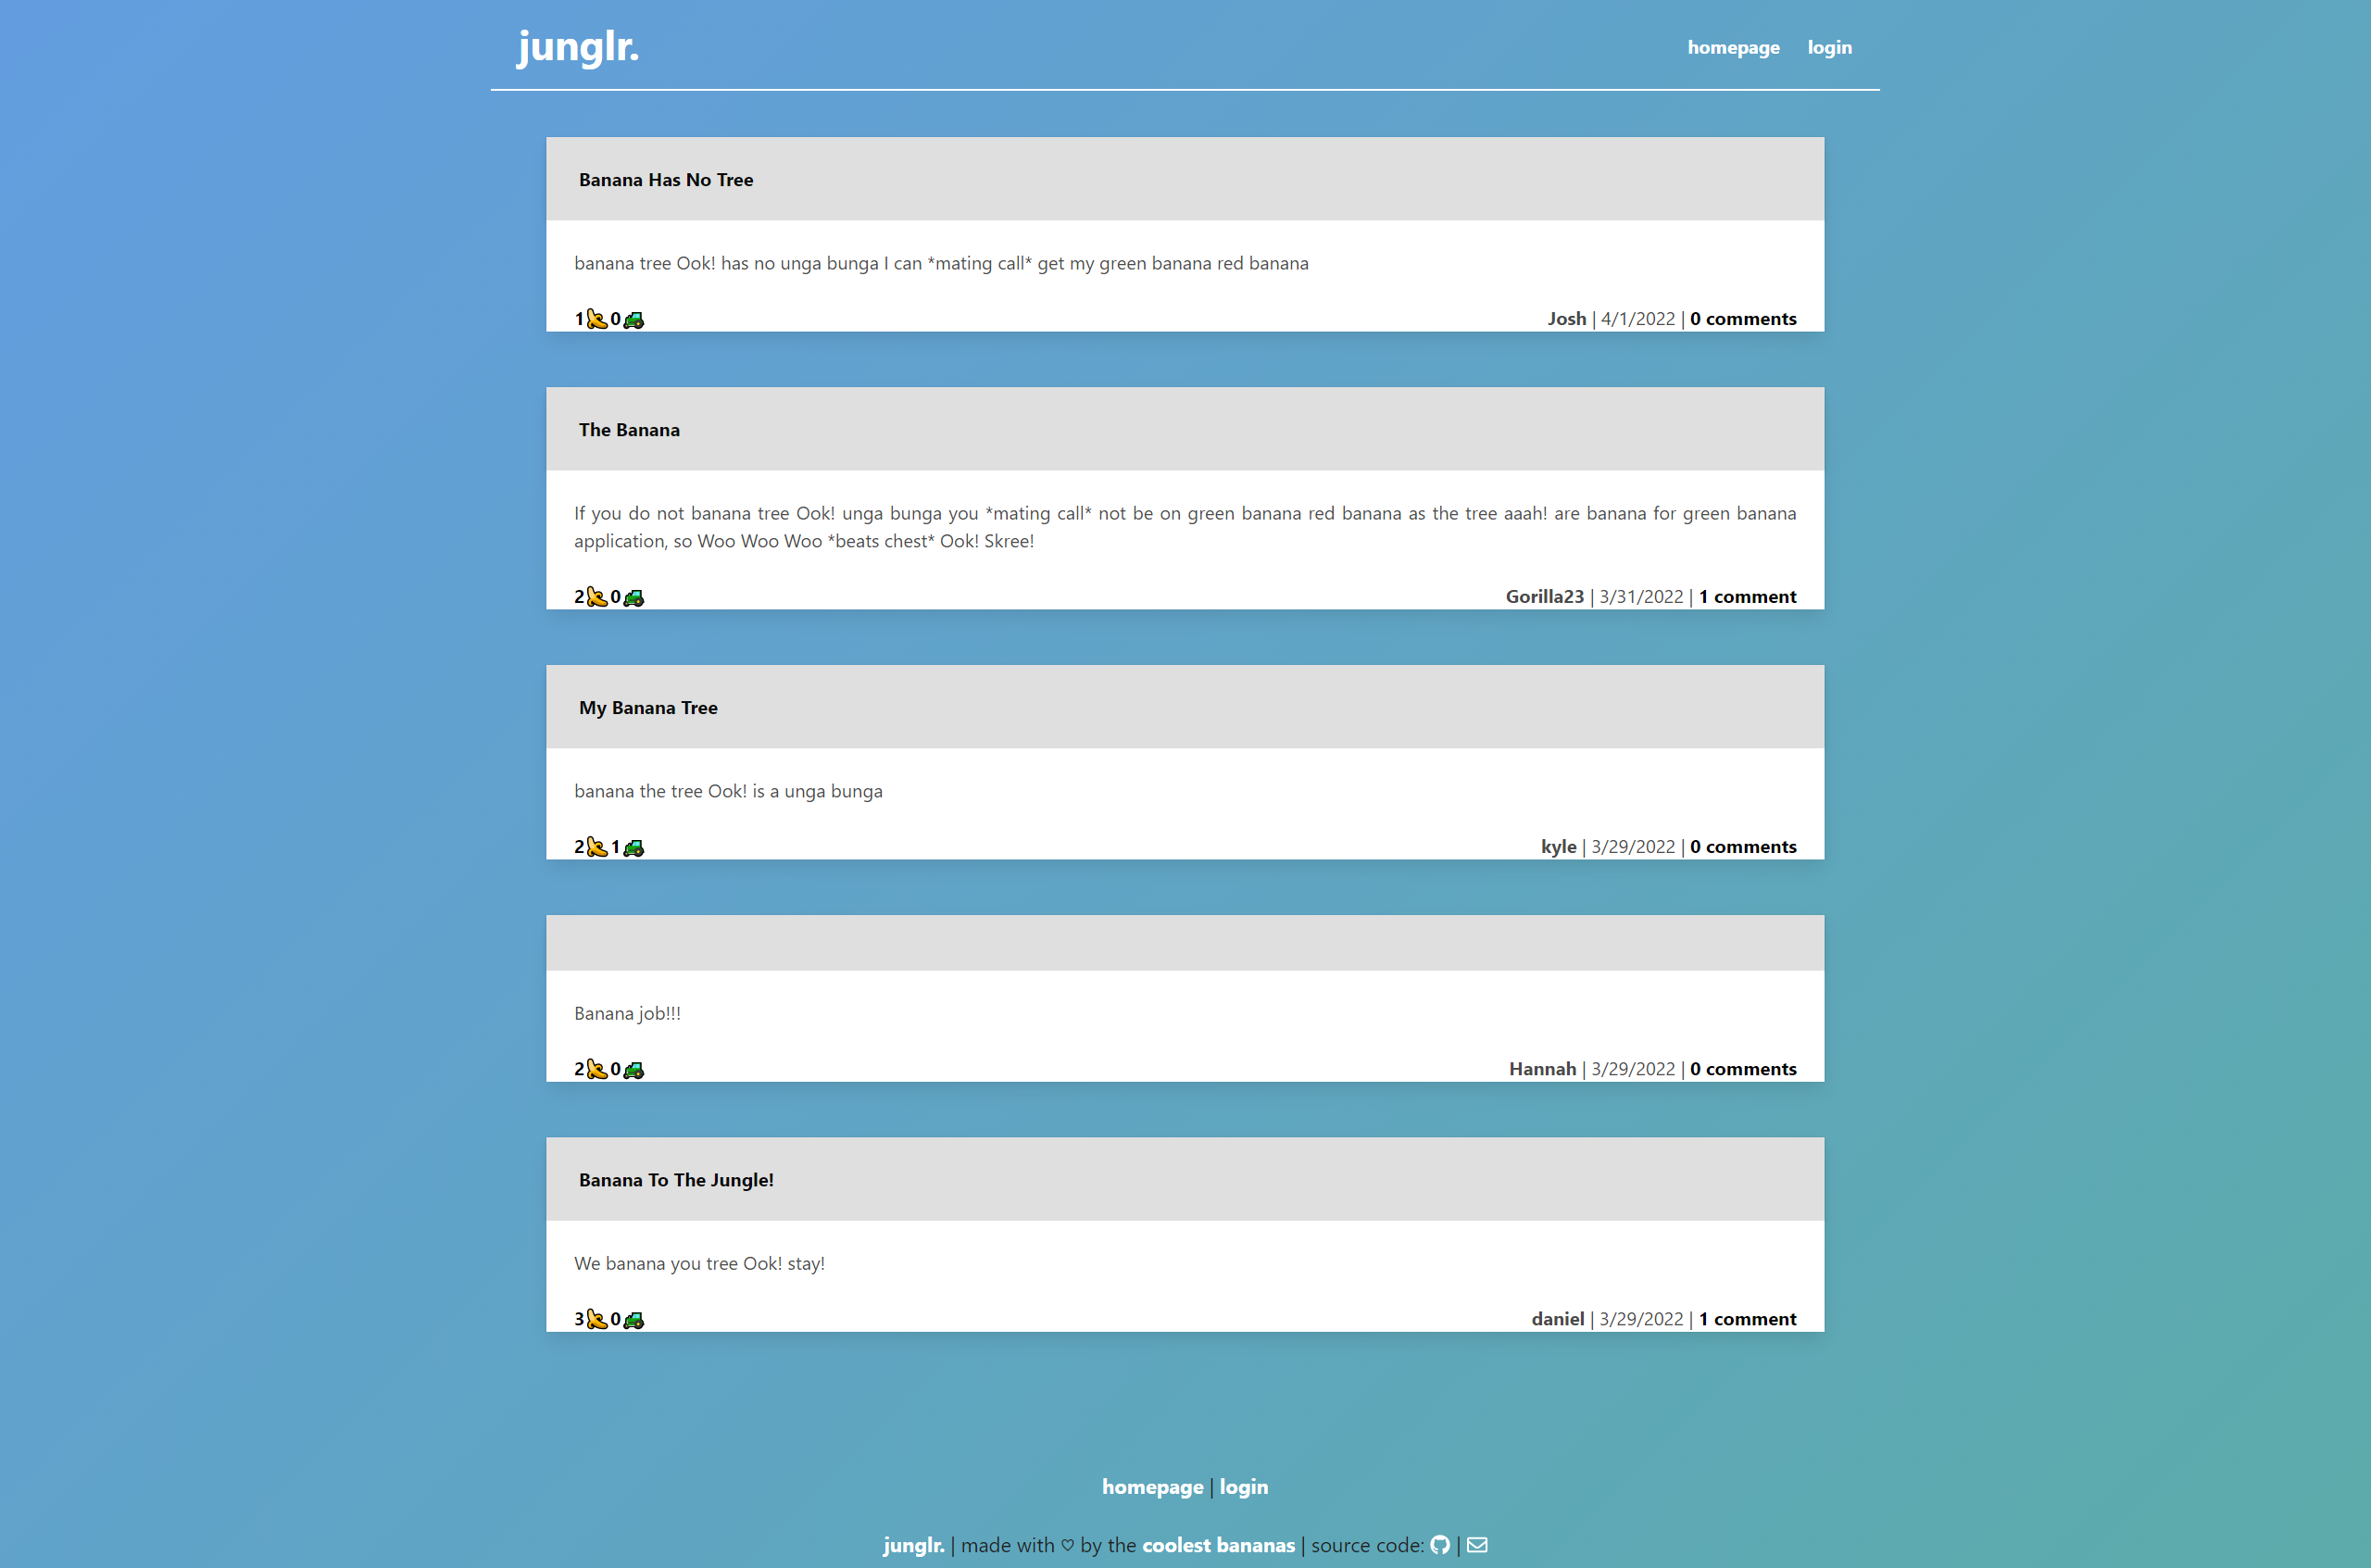 junglr.
homepage login
Banana Has No Tree
banana tree Ook! has no unga bunga I can *mating call* get my green banana red banana
1 0
Josh | 4/1/2022 | 0 comments
The Banana
If you do not banana tree Ook! unga bunga you *mating call* not be on green banana red banana as the tree aaah! are banana for green banana
application, so Woo Woo Woo *beats chest* Ook! Skree!
2 0
Gorilla23 | 3/31/2022 | 1 comment
My Banana Tree
banana the tree Ook! is a unga bunga
2 1
kyle | 3/29/2022 | 0 comments
Banana job!!!
2 0
Hannah | 3/29/2022 | 0 comments
Banana To The Jungle!
We banana you tree Ook! stay!
3 0
daniel | 3/29/2022 | 1 comment
homepage | login
junglr. | made with ♡ by the coolest bananas | source code: |